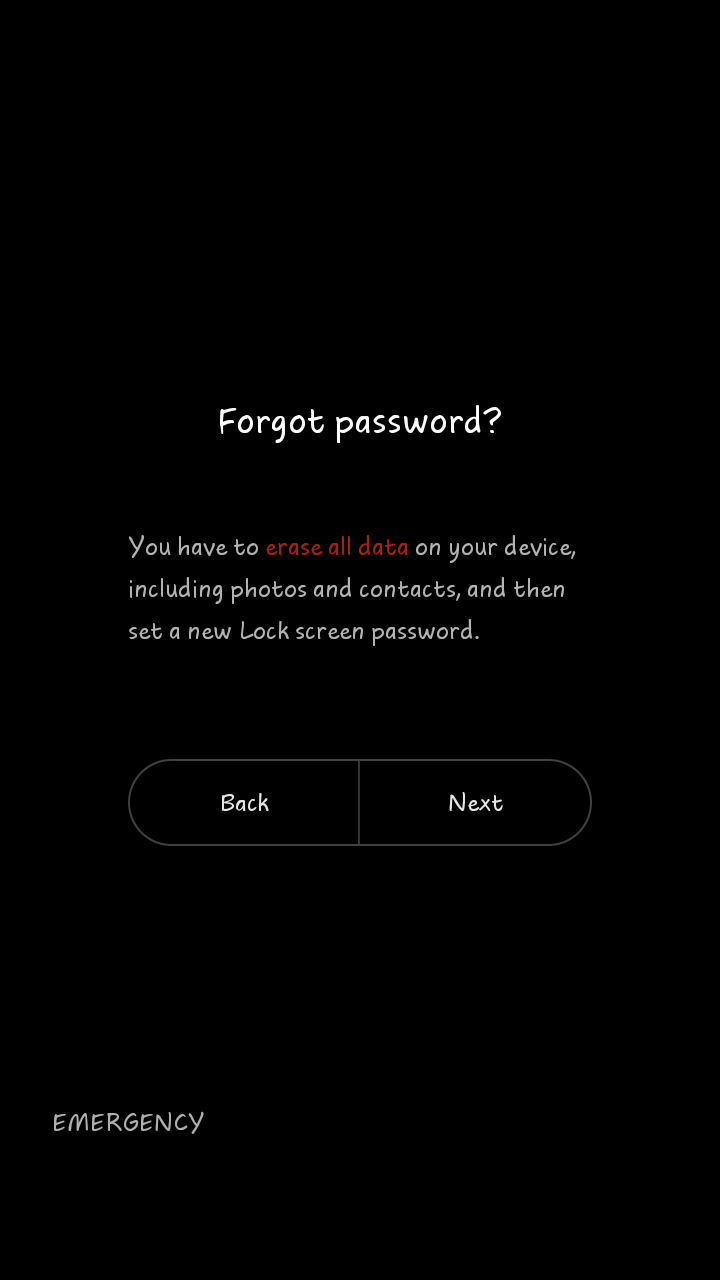 Forgot password?
You have to erase all data on your device,
including photos and contacts, and then
set a new Lock screen password.
Back
Next
EMERGENCY